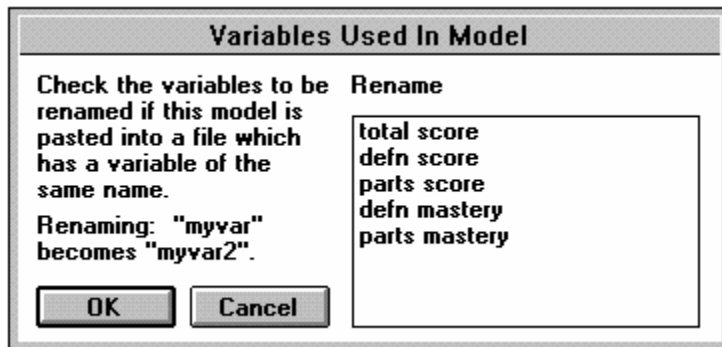 Variables Used In Model
Check the variables to be
renamed if this model is
pasted into a file which
has a variable of the
same name.
Renaming: "myvar"
becomes "myvar2".
OK
Cancel
Rename
total score
defn score
parts score
defn mastery
parts mastery